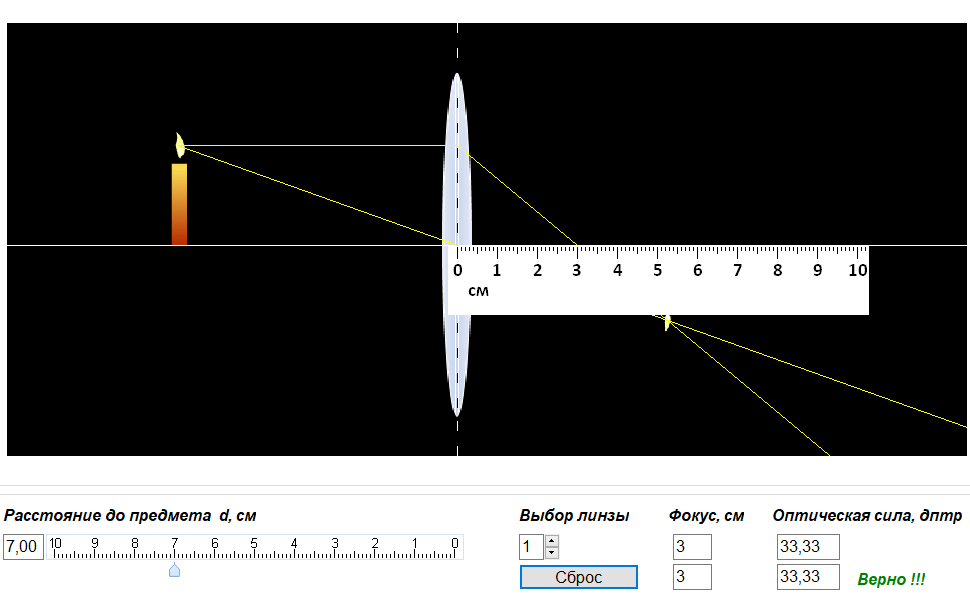 0 1 2 3 4 5 6 7 8 9 10
см
Расстояние до предмета d, см
Выбор линзы
Фокус, см
Оптическая сила, дптр
7,00
10 9 8 7 6 5 4 3 2 1 0
1
3
33,33
Сброс
3
33,33
Верно !!!